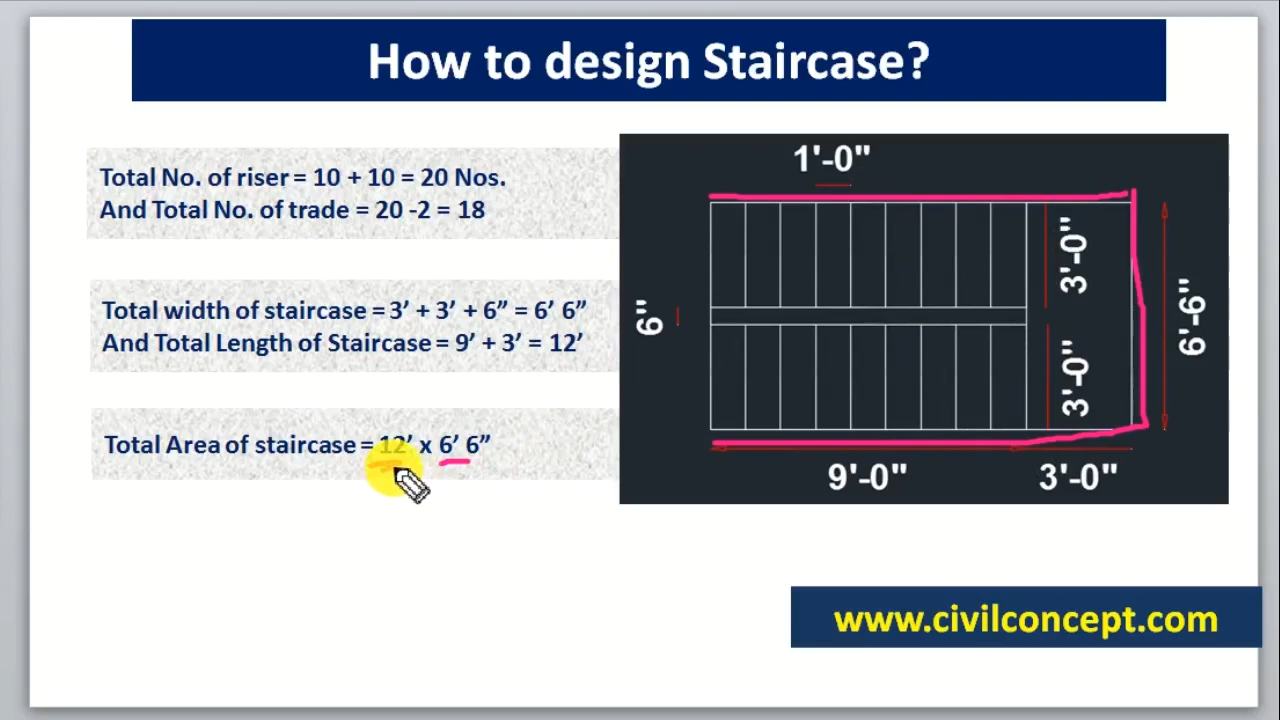 How to design Staircase?
Total No. of riser = 10 + 10 = 20 Nos.
And Total No. of trade = 20 -2 = 18
Total width of staircase = 3’ + 3’ + 6” = 6’ 6”
And Total Length of Staircase = 9’ + 3’ = 12’
Total Area of staircase = 12’ x 6’ 6”
1'-0"
3'-0"
6"
6'-6"
3'-0"
9'-0"
3'-0"
www.civilconcept.com